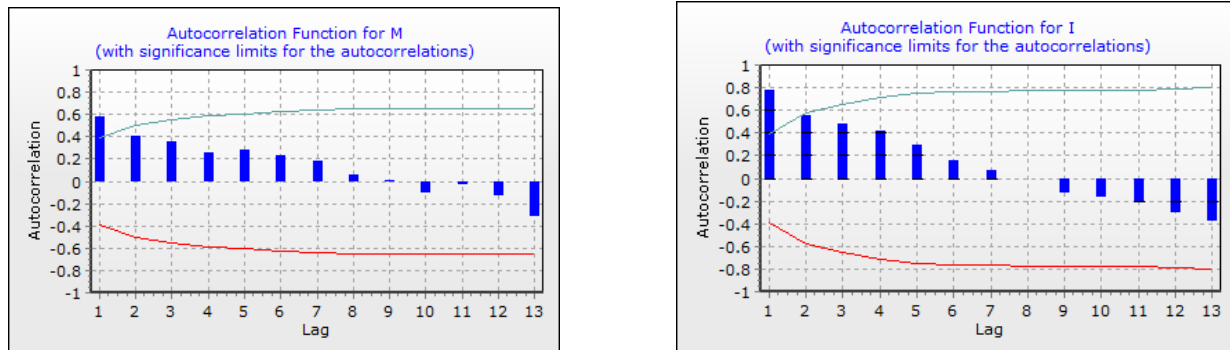 Autocorrelation Function for M
(with significance limits for the autocorrelations)
Autocorrelation
1
0.8
0.6
0.4
0.2
0
-0.2
-0.4
-0.6
-0.8
-1
1 2 3 4 5 6 7 8 9 10 11 12 13
Lag
Autocorrelation Function for I
(with significance limits for the autocorrelations)
Autocorrelation
1
0.8
0.6
0.4
0.2
0
-0.2
-0.4
-0.6
-0.8
-1
1 2 3 4 5 6 7 8 9 10 11 12 13
Lag